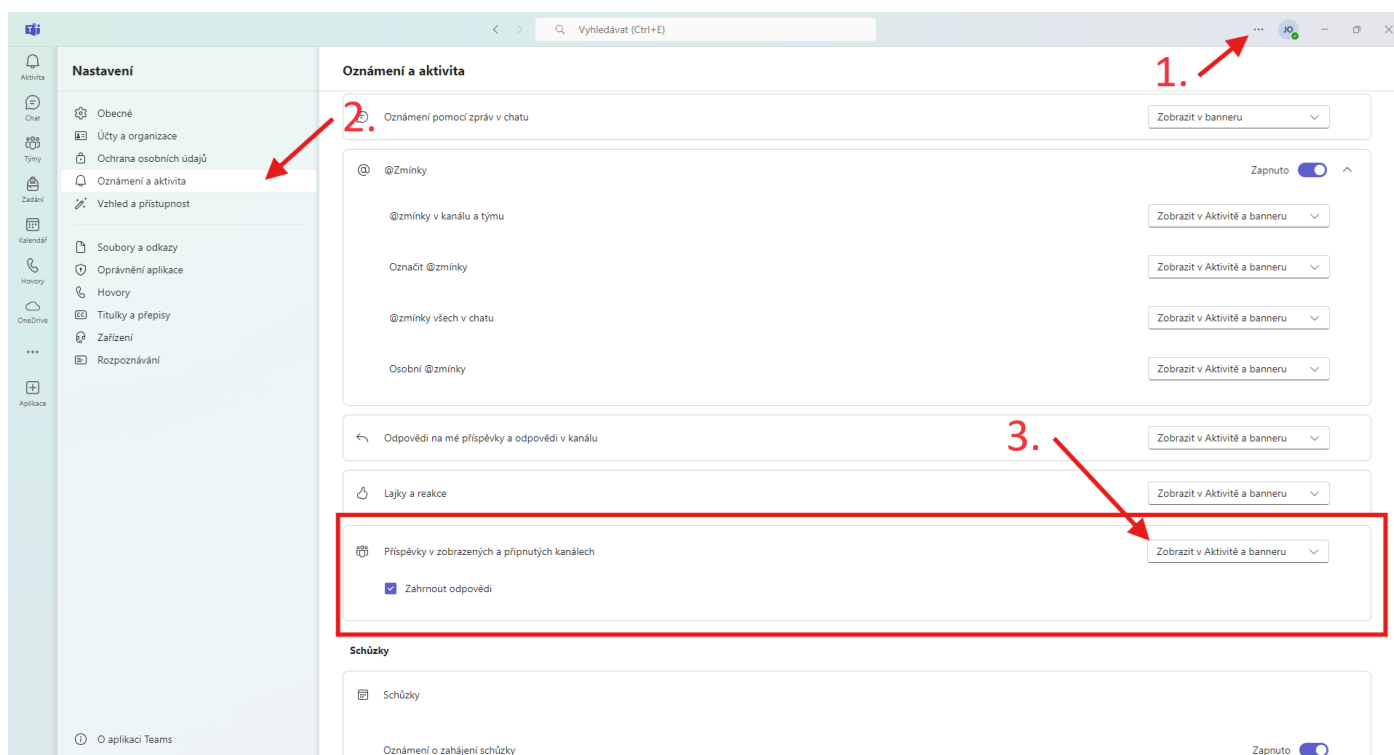 Vyhledávat (Ctrl+E)
JO
1.
Aktivita
Chat
Týmy
Zadání
Kalendář
Hovory
OneDrive
Aplikace
Nastavení
Obecné
Účty a organizace
Ochrana osobních údajů
Oznámení a aktivita
Vzhled a přístupnost
Soubory a odkazy
Oprávnění aplikace
Hovory
Titulky a přepisy
Zařízení
Rozpoznávání
O aplikaci Teams
2.
Oznámení a aktivita
Oznámení pomocí zpráv v chatu Zobrazit v banneru
@Zmínky Zapnuto
@zmínky v kanálu a týmu Zobrazit v Aktivitě a banneru
Označit @zmínky Zobrazit v Aktivitě a banneru
@zmínky všech v chatu Zobrazit v Aktivitě a banneru
Osobní @zmínky Zobrazit v Aktivitě a banneru
3.
Odpovědi na mé příspěvky a odpovědi v kanálu Zobrazit v Aktivitě a banneru
Lajky a reakce Zobrazit v Aktivitě a banneru
Příspěvky v zobrazených a připnutých kanálech Zobrazit v Aktivitě a banneru
Zahrnout odpovědi
Schůzky
Schůzky
Oznámení o zahájení schůzky Zapnuto